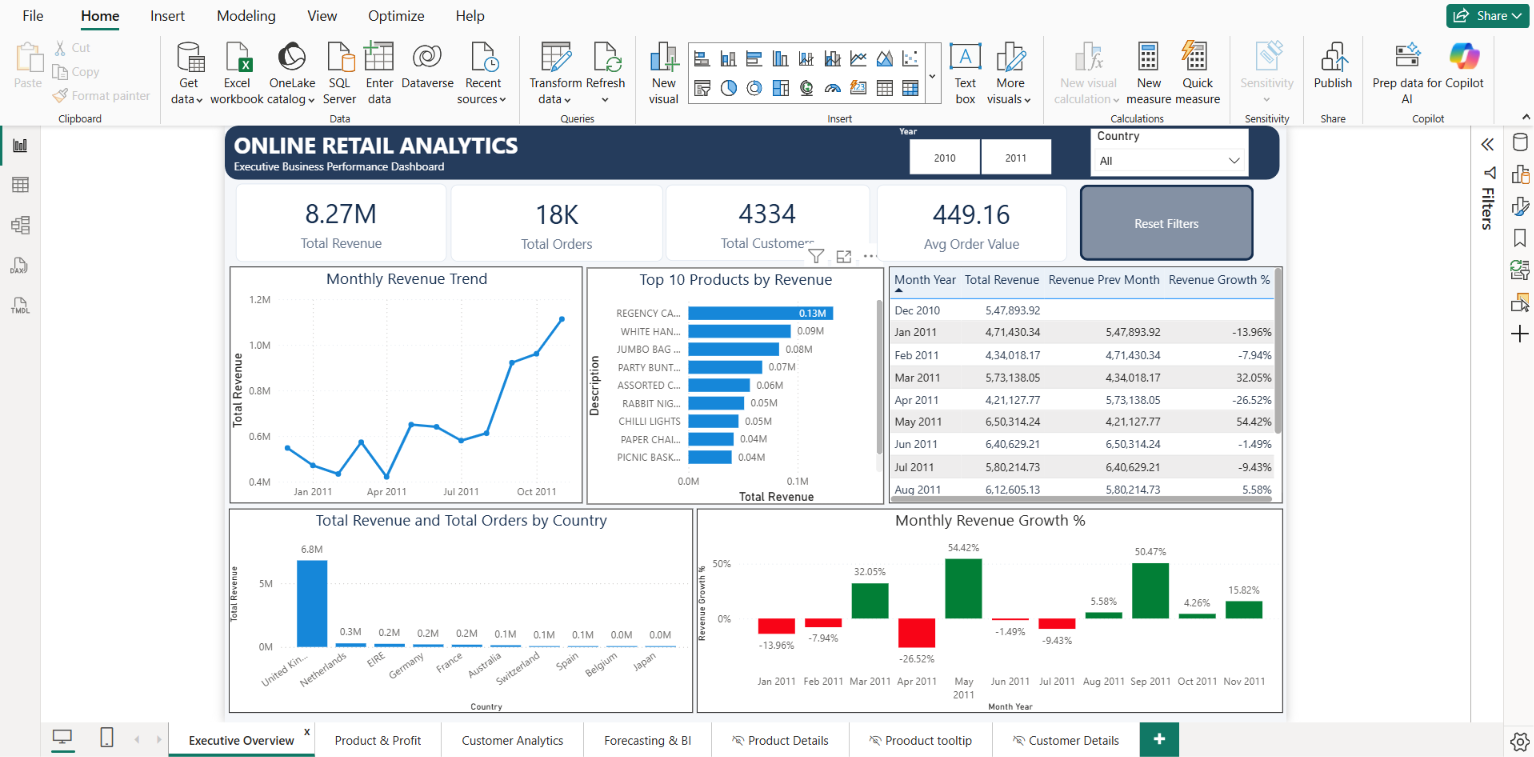 File Home Insert Modeling View Optimize Help Share
Paste
Cut
Copy
Format painter
Clipboard
Get data
Excel workbook
OneLake catalog
SQL Server
Enter data
Dataverse
Recent sources
Data
Transform data
Refresh
Queries
New visual
Text box
More visuals
Insert
New visual calculation
New measure
Quick measure
Calculations
Sensitivity
Sensitivity
Publish
Share
Prep data for AI
Copilot
Copilot
DAX
TMDL
ONLINE RETAIL ANALYTICS
Executive Business Performance Dashboard
Year
2010 2011
Country
All
8.27M
Total Revenue
18K
Total Orders
4334
Total Customers
449.16
Avg Order Value
Reset Filters
Filters
Monthly Revenue Trend
Total Revenue
1.2M
1.0M
0.8M
0.6M
0.4M
Jan 2011 Apr 2011 Jul 2011 Oct 2011
Top 10 Products by Revenue
Description
REGENCY CA... 0.13M
WHITE HAN... 0.09M
JUMBO BAG ... 0.08M
PARTY BUNT... 0.07M
ASSORTED C... 0.06M
RABBIT NIG... 0.05M
CHILLI LIGHTS 0.05M
PAPER CHAI... 0.04M
PICNIC BASK... 0.04M
0.0M 0.1M
Total Revenue
Month Year Total Revenue Revenue Prev Month Revenue Growth %
Dec 2010 5,47,893.92
Jan 2011 4,71,430.34 5,47,893.92 -13.96%
Feb 2011 4,34,018.17 4,71,430.34 -7.94%
Mar 2011 5,73,138.05 4,34,018.17 32.05%
Apr 2011 4,21,127.77 5,73,138.05 -26.52%
May 2011 6,50,314.24 4,21,127.77 54.42%
Jun 2011 6,40,629.21 6,50,314.24 -1.49%
Jul 2011 5,80,214.73 6,40,629.21 -9.43%
Aug 2011 6,12,605.13 5,80,214.73 5.58%
Total Revenue and Total Orders by Country
Total Revenue
5M
0M
6.8M 0.3M 0.2M 0.2M 0.2M 0.1M 0.1M 0.1M 0.0M 0.0M
United Kin... Netherlands EIRE Germany France Australia Switzerland Spain Belgium Japan
Country
Monthly Revenue Growth %
Revenue Growth %
50%
0%
-13.96% -7.94% 32.05% -26.52% 54.42% -1.49% -9.43% 5.58% 50.47% 4.26% 15.82%
Jan 2011 Feb 2011 Mar 2011 Apr 2011 May 2011 Jun 2011 Jul 2011 Aug 2011 Sep 2011 Oct 2011 Nov 2011
Month Year
Executive Overview x Product & Profit Customer Analytics Forecasting & BI Product Details Prooduct tooltip Customer Details +